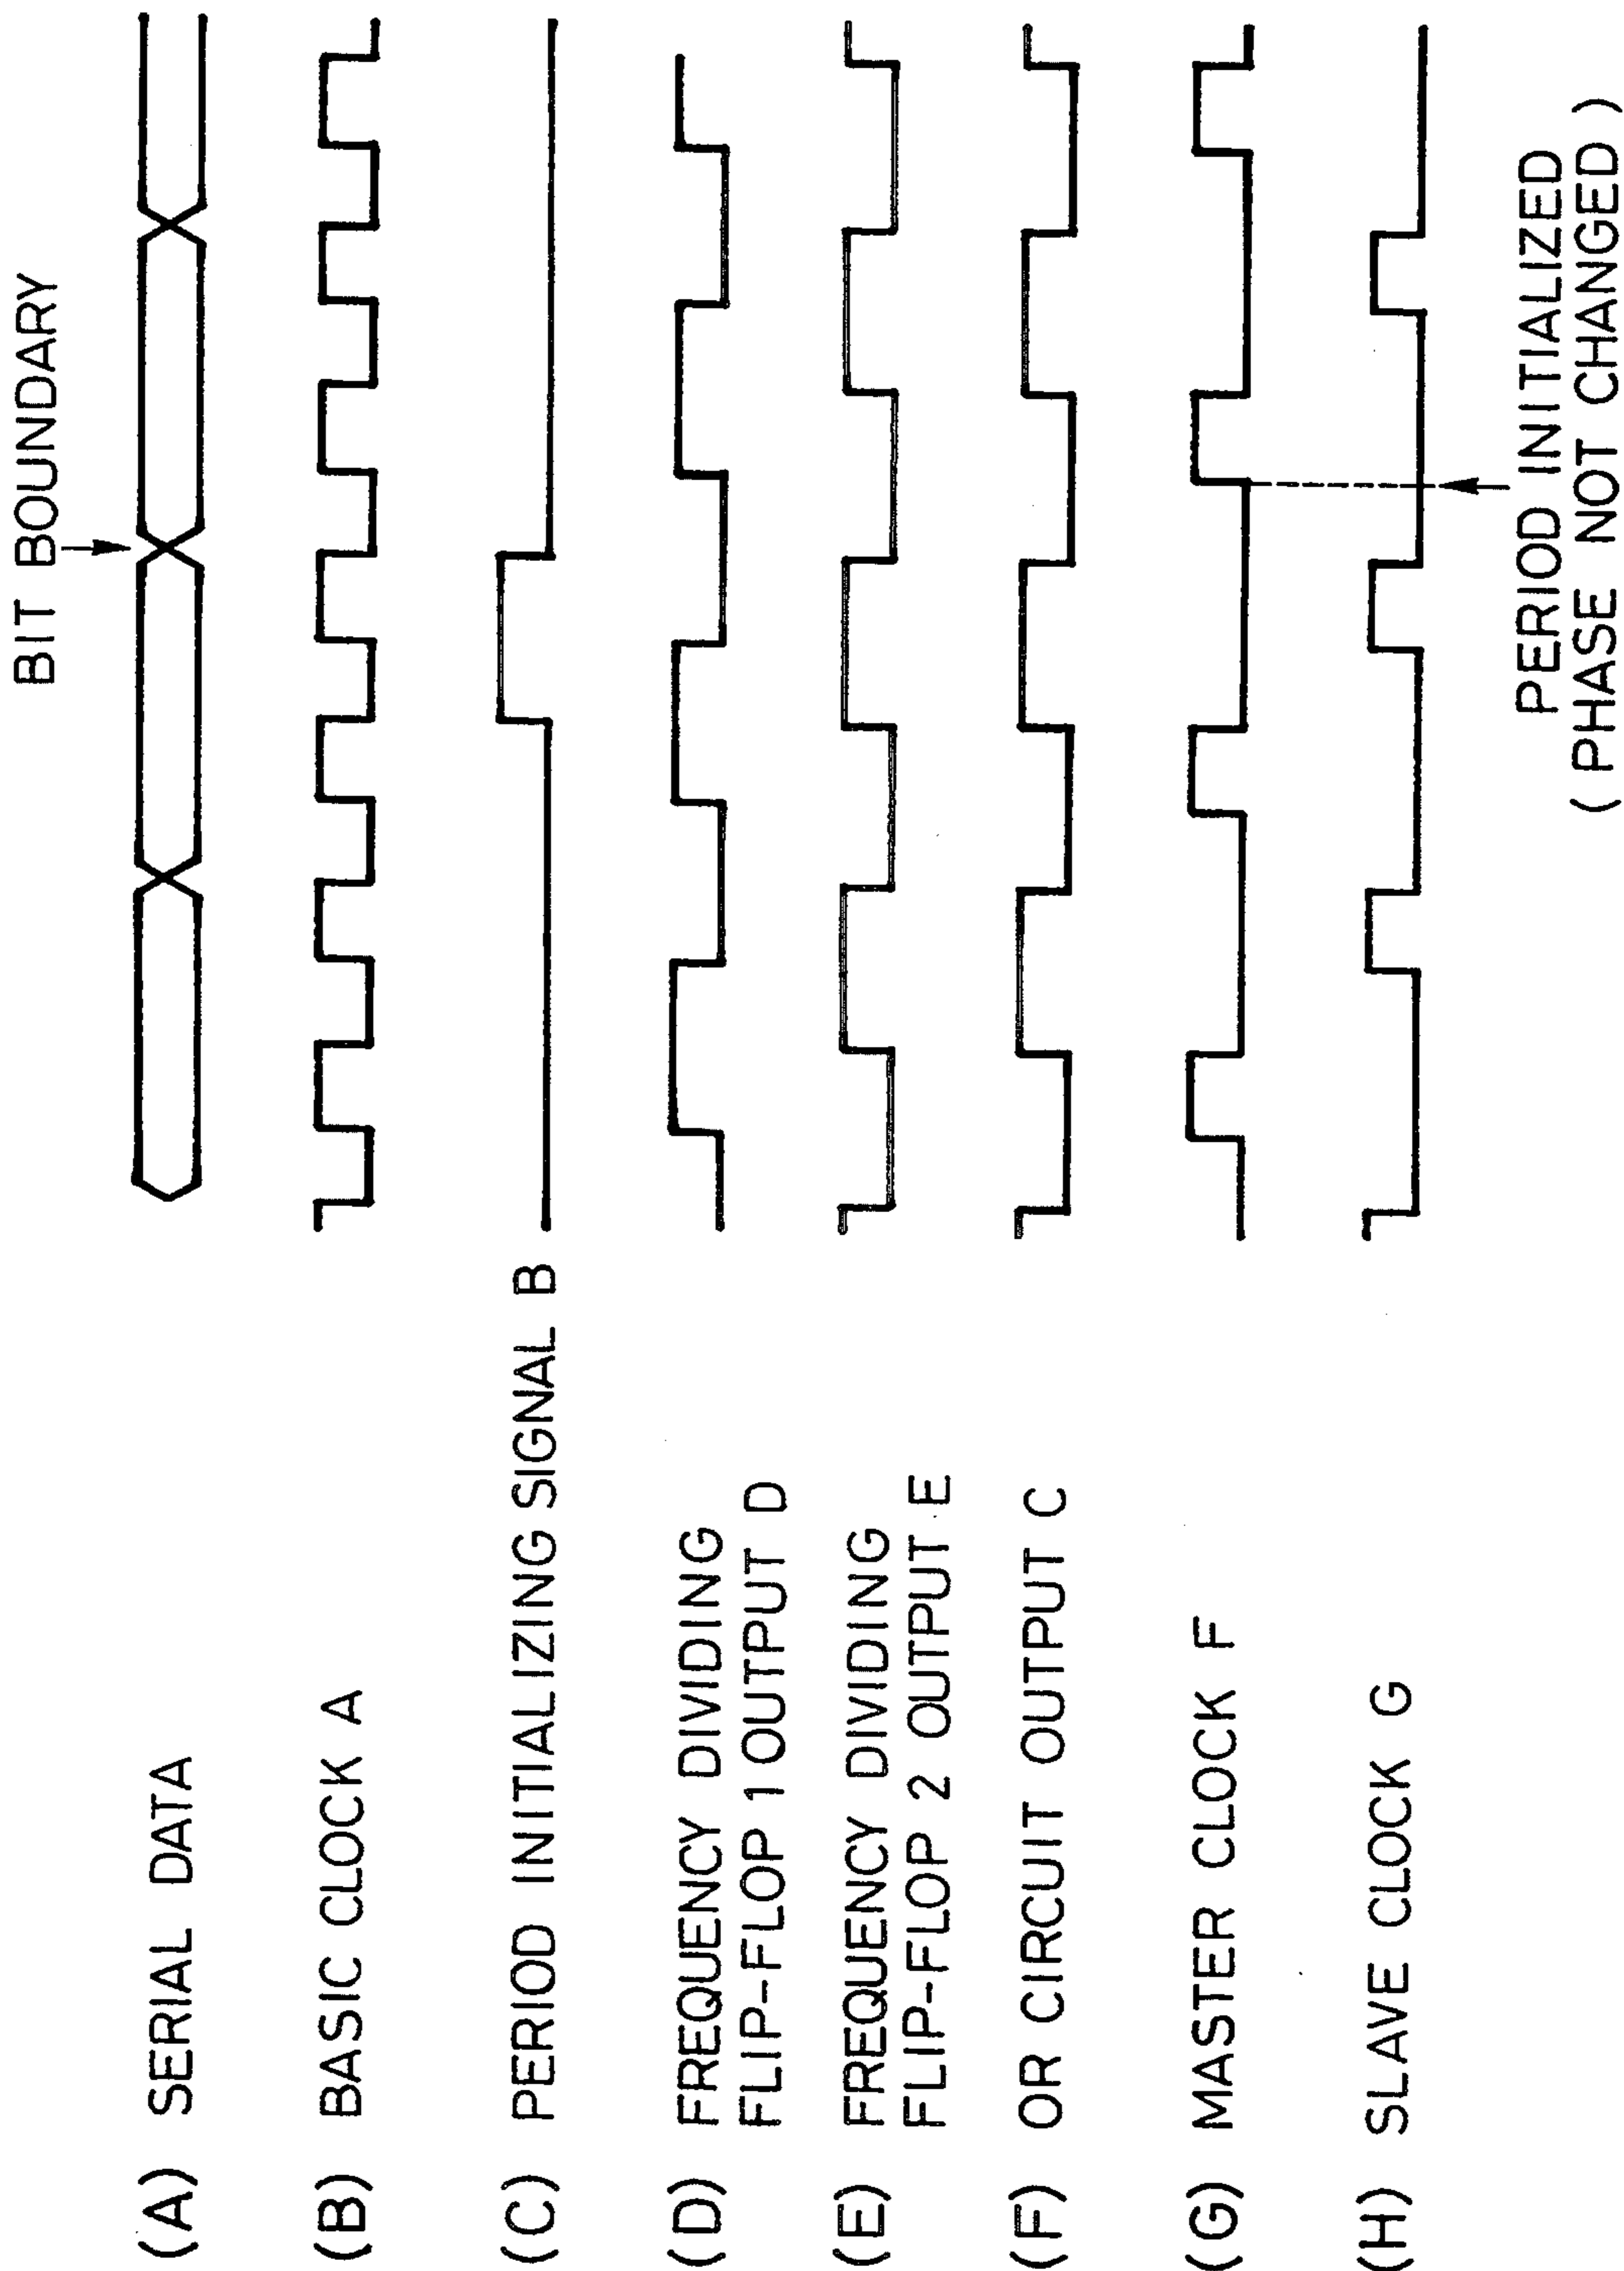 BIT BOUNDARY
(A) SERIAL DATA
(B) BASIC CLOCK A
(C) PERIOD INITIALIZING SIGNAL B
(D) FREQUENCY DIVIDING
FLIP-FLOP 1 OUTPUT D
(E) FREQUENCY DIVIDING
FLIP-FLOP 2 OUTPUT E
(F) OR CIRCUIT OUTPUT C
(G) MASTER CLOCK F
(H) SLAVE CLOCK G
PERIOD INITIALIZED
( PHASE NOT CHANGED )